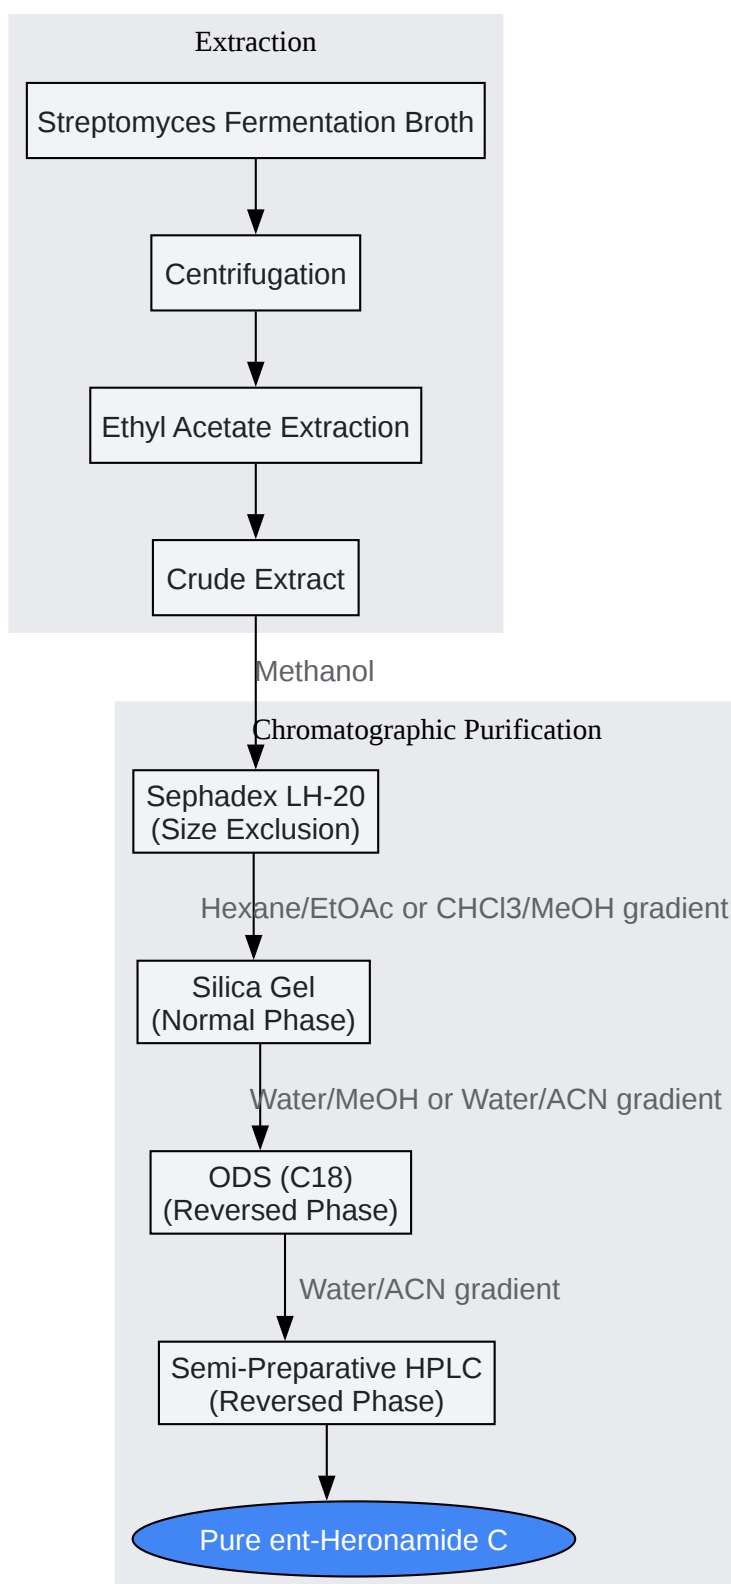 Extraction
Streptomyces Fermentation Broth
Centrifugation
Ethyl Acetate Extraction
Crude Extract
Methanol
Chromatographic Purification
Sephadex LH-20
(Size Exclusion)
Hexane/EtOAc or CHCl3/MeOH gradient
Silica Gel
(Normal Phase)
Water/MeOH or Water/ACN gradient
ODS (C18)
(Reversed Phase)
Water/ACN gradient
Semi-Preparative HPLC
(Reversed Phase)
Pure ent-Heronamide C